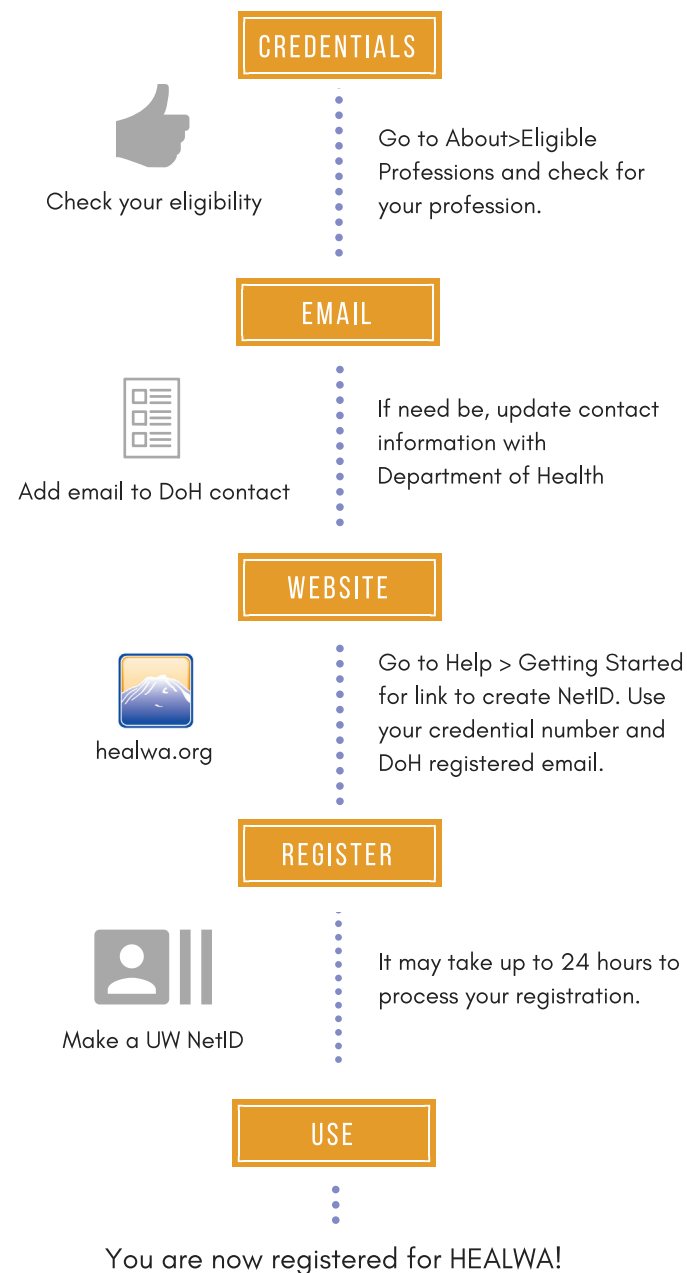 CREDENTIALS
Check your eligibility
Go to About>Eligible
Professions and check for
your profession.
EMAIL
Add email to DoH contact
If need be, update contact
information with
Department of Health
WEBSITE
healwa.org
Go to Help > Getting Started
for link to create NetID. Use
your credential number and
DoH registered email.
REGISTER
Make a UW NetID
It may take up to 24 hours to
process your registration.
USE
You are now registered for HEALWA!